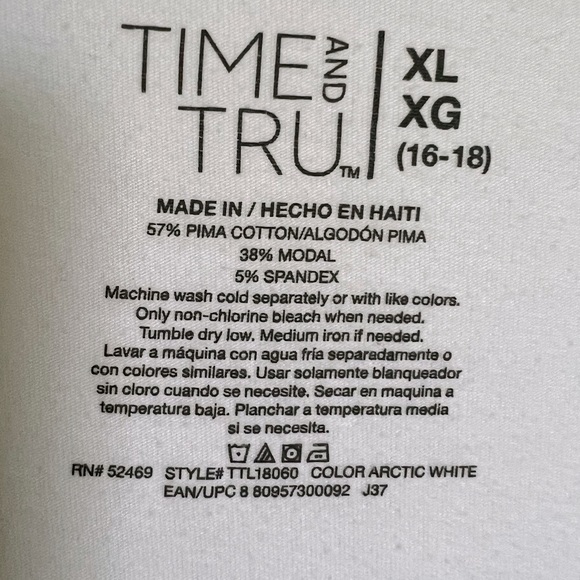 TIME AND
TRU™
XL
XG
(16-18)
MADE IN / HECHO EN HAITI
57% PIMA COTTON/ALGODÓN PIMA
38% MODAL
5% SPANDEX
Machine wash cold separately or with like colors.
Only non-chlorine bleach when needed.
Tumble dry low. Medium iron if needed.
Lavar a máquina con agua fría separadamente o
con colores similares. Usar solamente blanqueador
sin cloro cuando se necesite. Secar en maquina a
temperatura baja. Planchar a temperatura media
si se necesita.
RN# 52469 STYLE# TTL18060 COLOR ARCTIC WHITE
EAN/UPC 8 80957300092 J37